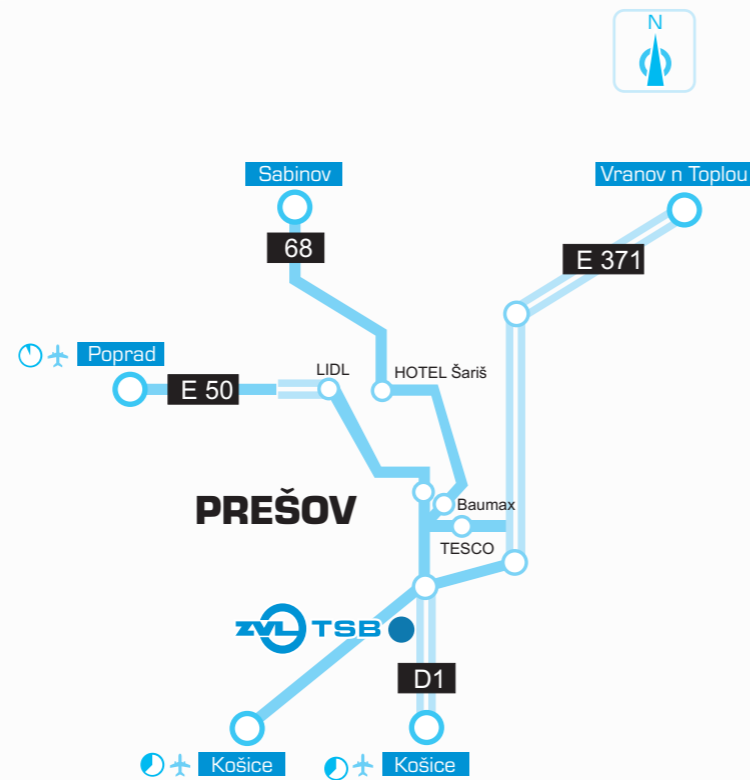 N
Sabinov
Vranov n Toplou
68
E 371
Poprad
LIDL
HOTEL Šariš
E 50
PREŠOV
Baumax
TESCO
ZVL TSB
D1
Košice
Košice